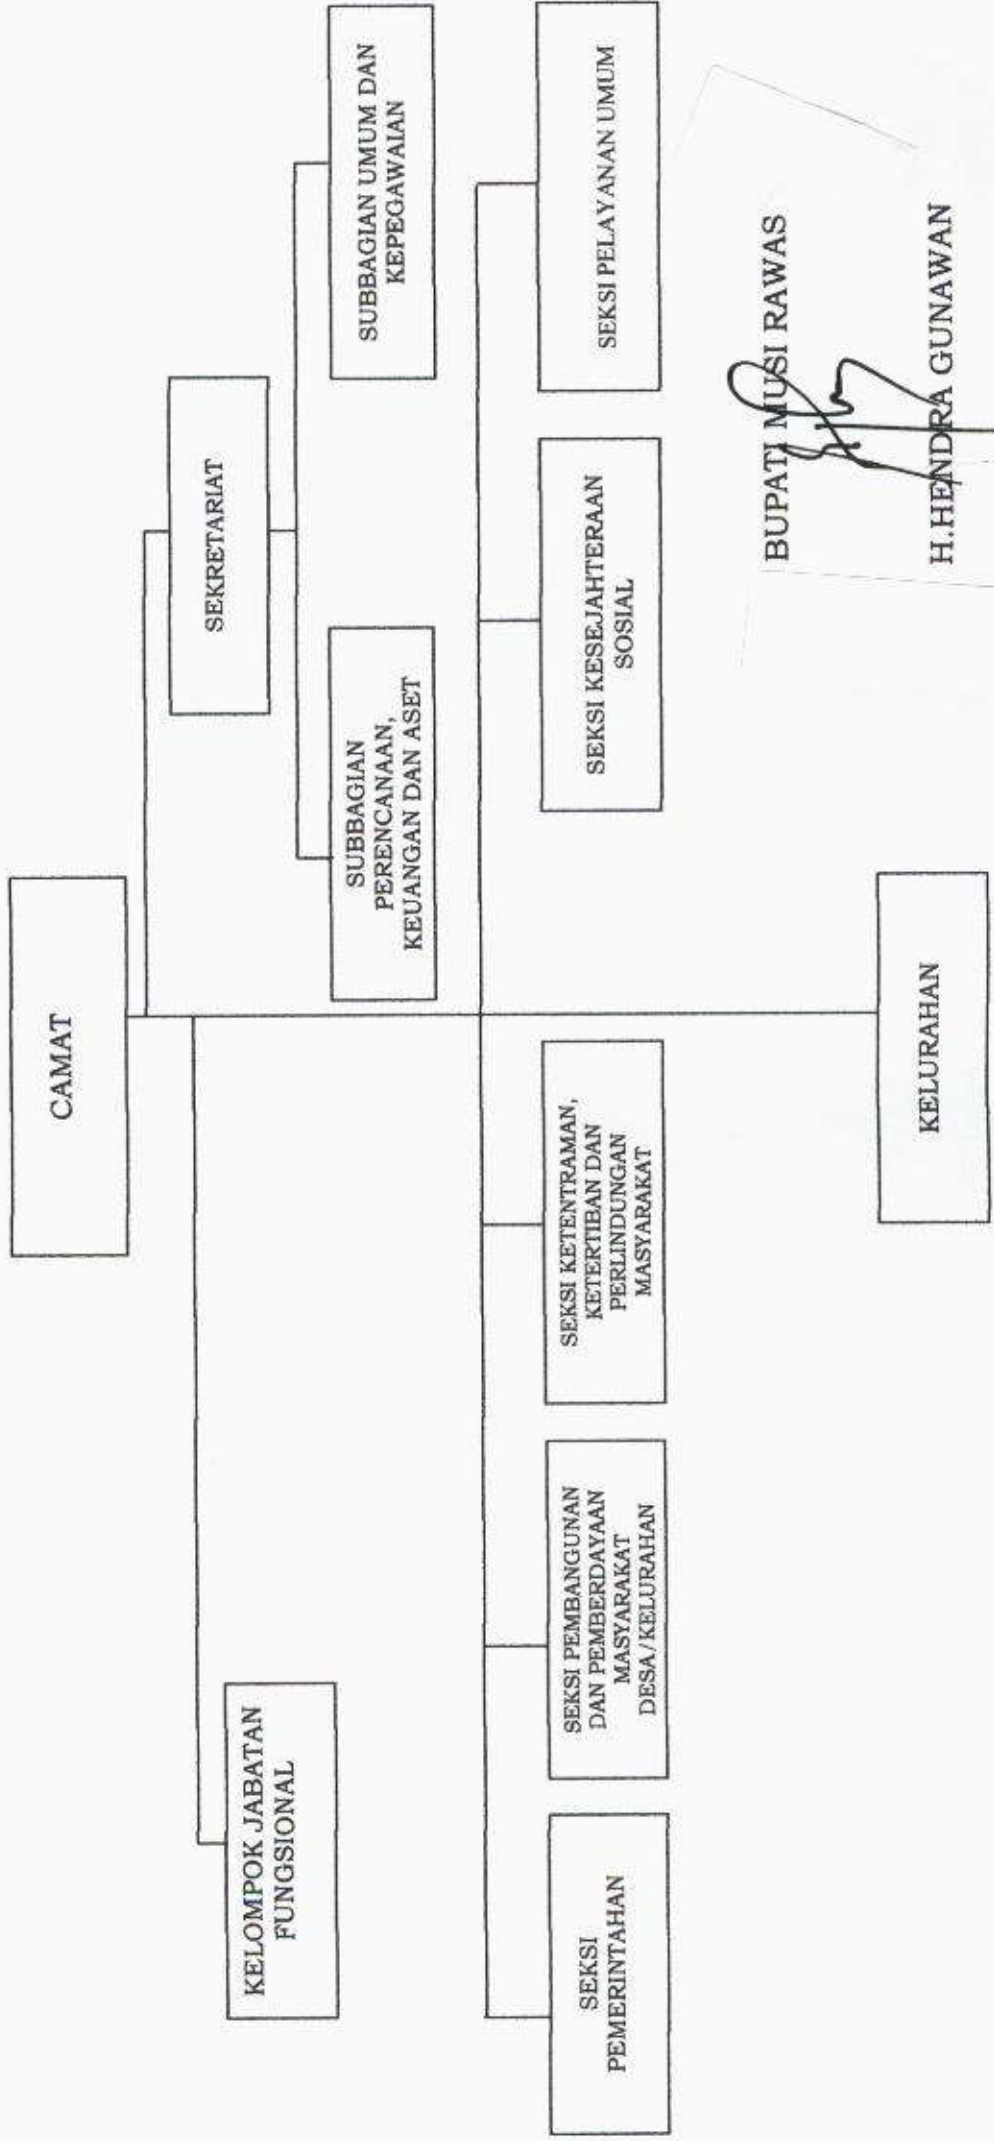 CAMAT
SEKRETARIAT
KELOMPOK JABATAN
FUNGSIONAL
SUBBAGIAN
PERENCANAAN,
KEUANGAN DAN ASET
SUBBAGIAN UMUM DAN
KEPEGAWAIAN
SEKSI
PEMERINTAHAN
SEKSI PEMBANGUNAN
DAN PEMBERDAYAAN
MASYARAKAT
DESA/KELURAHAN
SEKSI KETENTRAMAN,
KETERTIBAN DAN
PERLINDUNGAN
MASYARAKAT
SEKSI KESEJAHTERAAN
SOSIAL
SEKSI PELAYANAN UMUM
KELURAHAN
BUPATI MUSI RAWAS
H.HENDRA GUNAWAN